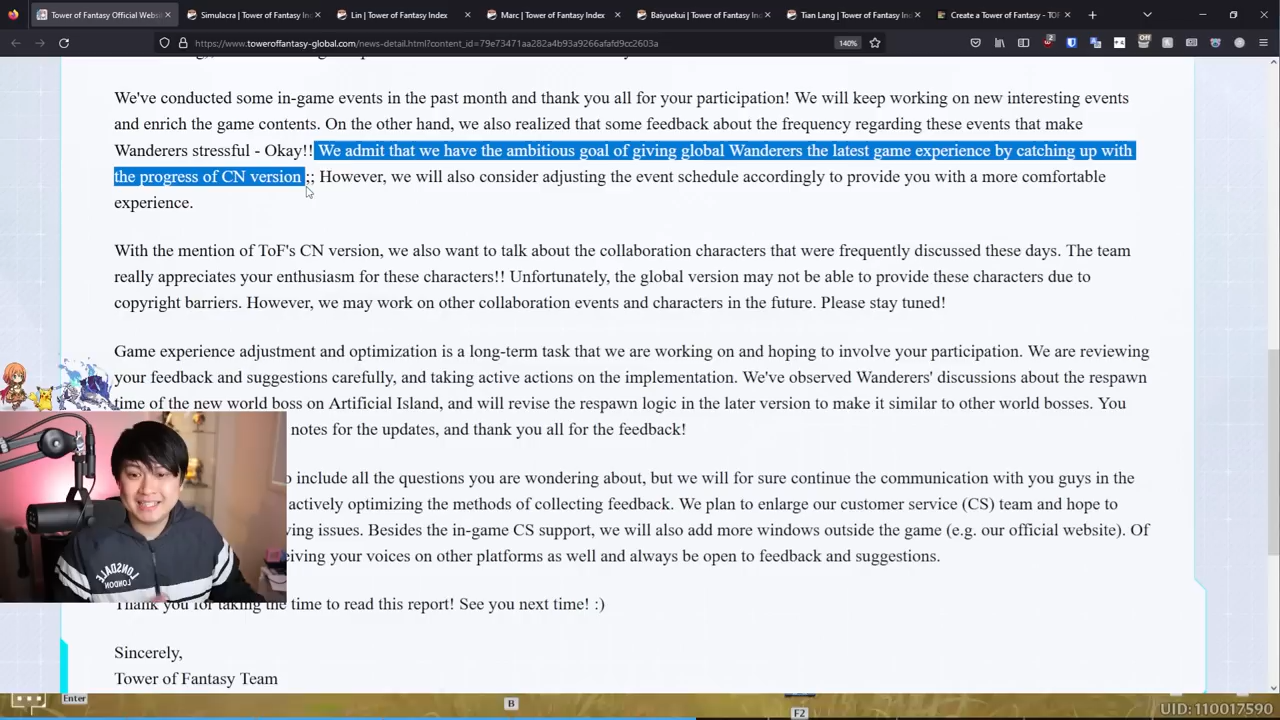 Tower of Fantasy Official Websi
Simulacra | Tower of Fantasy Ind
Lin | Tower of Fantasy Index
Marc | Tower of Fantasy Index
Baiyuekui | Tower of Fantasy Ind
Tian Lang | Tower of Fantasy Ind
Create a Tower of Fantasy - TOF
https://www.toweroffantasy-global.com/news-detail.html?content_id=79e73471aa282a4b93a9266afafd9cc2603a
140%
We've conducted some in-game events in the past month and thank you all for your participation! We will keep working on new interesting events
and enrich the game contents. On the other hand, we also realized that some feedback about the frequency regarding these events that make
Wanderers stressful - Okay!! We admit that we have the ambitious goal of giving global Wanderers the latest game experience by catching up with
the progress of CN version ;; However, we will also consider adjusting the event schedule accordingly to provide you with a more comfortable
experience.
With the mention of ToF's CN version, we also want to talk about the collaboration characters that were frequently discussed these days. The team
really appreciates your enthusiasm for these characters!! Unfortunately, the global version may not be able to provide these characters due to
copyright barriers. However, we may work on other collaboration events and characters in the future. Please stay tuned!
Game experience adjustment and optimization is a long-term task that we are working on and hoping to involve your participation. We are reviewing
your feedback and suggestions carefully, and taking active actions on the implementation. We've observed Wanderers' discussions about the respawn
time of the new world boss on Artificial Island, and will revise the respawn logic in the later version to make it similar to other world bosses. You
notes for the updates, and thank you all for the feedback!
o include all the questions you are wondering about, but we will for sure continue the communication with you guys in the
actively optimizing the methods of collecting feedback. We plan to enlarge our customer service (CS) team and hope to
ving issues. Besides the in-game CS support, we will also add more windows outside the game (e.g. our official website). Of
eiving your voices on other platforms as well and always be open to feedback and suggestions.
Thank you for taking the time to read this report! See you next time! :)
Sincerely,
Tower of Fantasy Team
LONSDALE
LONDON
Enter
B
F2
UID: 110017590